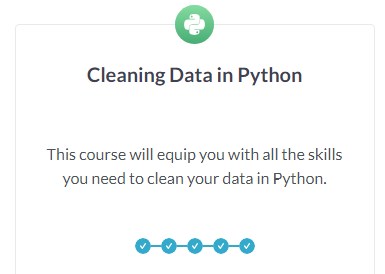 Cleaning Data in Python
This course will equip you with all the skills
you need to clean your data in Python.